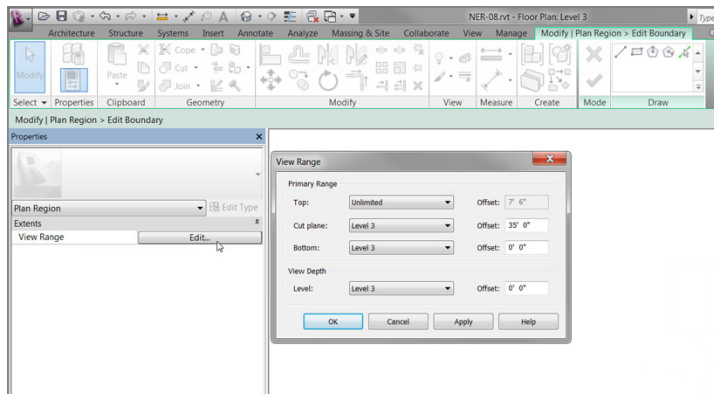 NER-08.rvt - Floor Plan: Level 3
Type
Architecture Structure Systems Insert Annotate Analyze Massing & Site Collaborate View Manage Modify | Plan Region > Edit Boundary
Modify
Paste
Cope
Cut
Join
Select Properties Clipboard Geometry Modify View Measure Create Mode Draw
Modify | Plan Region > Edit Boundary
Properties
Plan Region
Edit Type
Extents
View Range
Edit...
View Range
Primary Range
Top: Unlimited Offset: 7' 6"
Cut plane: Level 3 Offset: 35' 0"
Bottom: Level 3 Offset: 0' 0"
View Depth
Level: Level 3 Offset: 0' 0"
OK Cancel Apply Help